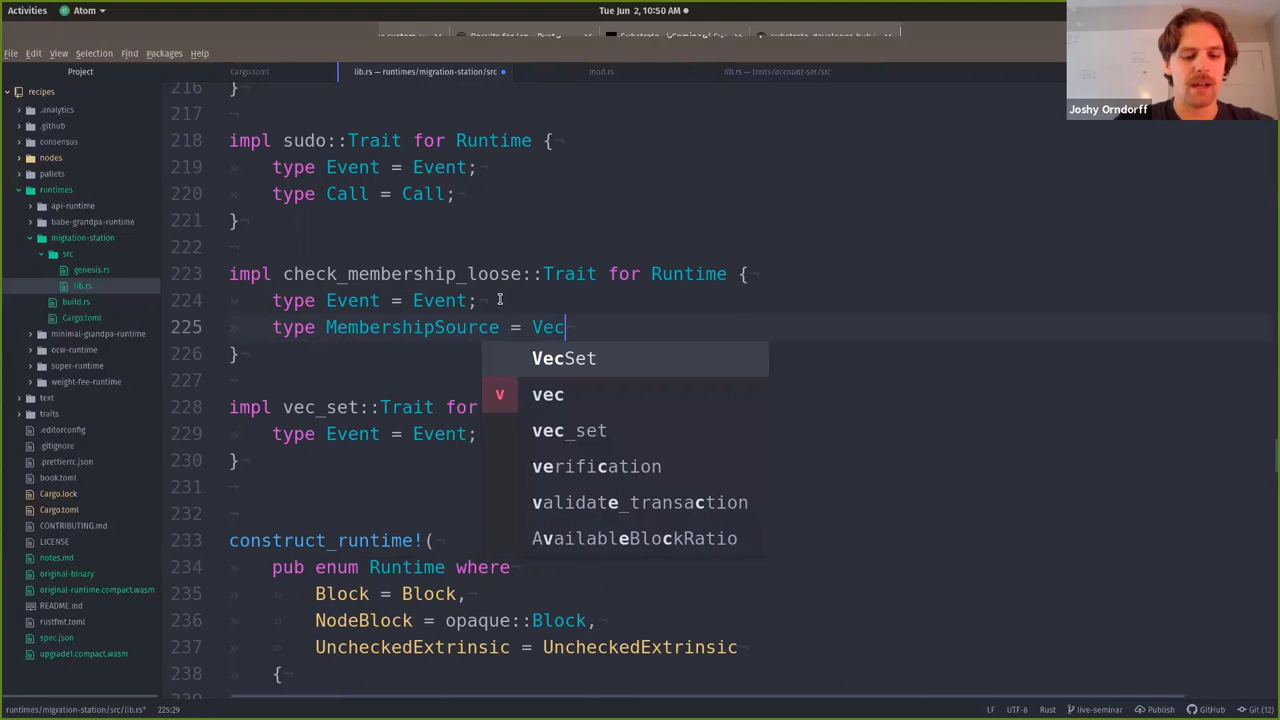 Activities
Atom ▾
Tue Jun 2, 10:50 AM
File Edit View Selection Find Packages
Joshy Orndorff
Project
Cargo.toml
lib.rs — runtimes/migration-station/src
mod.rs
lib.rs — traits/account-set/src
recipes
.analytics
.github
consensus
nodes
pallets
runtimes
api-runtime
babe-grandpa-runtime
migration-station
src
genesis.rs
lib.rs
build.rs
Cargo.toml
minimal-grandpa-runtime
ocw-runtime
super-runtime
weight-fee-runtime
text
traits
.editorconfig
.gitignore
.prettierrc.json
book.toml
Cargo.lock
Cargo.toml
CONTRIBUTING.md
LICENSE
notes.md
original-binary
original-runtime.compact.wasm
README.md
rustfmt.toml
spec.json
upgrade1.compact.wasm
216 }
217
218 impl sudo::Trait for Runtime {
219 type Event = Event;
220 type Call = Call;
221 }
222
223 impl check_membership_loose::Trait for Runtime {
224 type Event = Event;
225 type MembershipSource = Vec
226 }
227
228 impl vec_set::Trait for
229 type Event = Event;
230 }
231
232
233 construct_runtime!(
234 pub enum Runtime where
235 Block = Block,
236 NodeBlock = opaque::Block,
237 UncheckedExtrinsic = UncheckedExtrinsic
238 {
VecSet
v vec
vec_set
verification
validate_transaction
AvailableBlockRatio
runtimes/migration-station/src/lib.rs* 225:29
LF UTF-8 Rust live-seminar Publish GitHub Git (12)